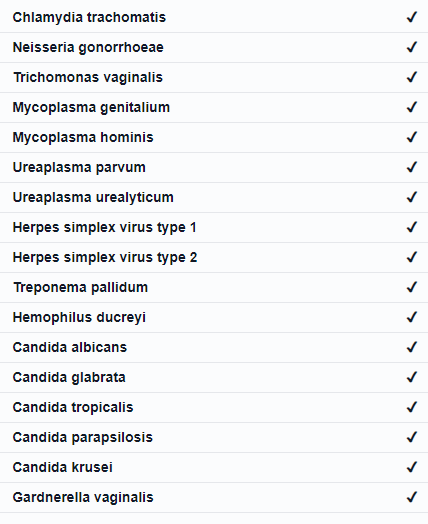 Chlamydia trachomatis ✓
Neisseria gonorrhoeae ✓
Trichomonas vaginalis ✓
Mycoplasma genitalium ✓
Mycoplasma hominis ✓
Ureaplasma parvum ✓
Ureaplasma urealyticum ✓
Herpes simplex virus type 1 ✓
Herpes simplex virus type 2 ✓
Treponema pallidum ✓
Hemophilus ducreyi ✓
Candida albicans ✓
Candida glabrata ✓
Candida tropicalis ✓
Candida parapsilosis ✓
Candida krusei ✓
Gardnerella vaginalis ✓